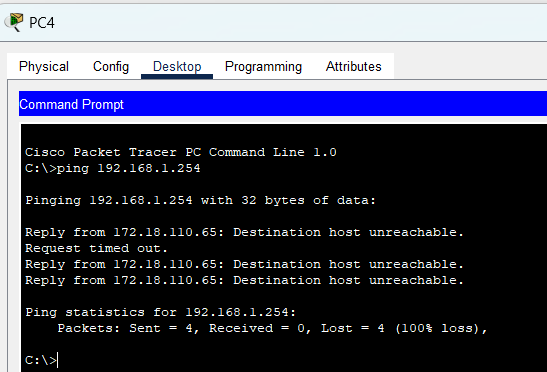 PC4
Physical Config Desktop Programming Attributes
Command Prompt
Cisco Packet Tracer PC Command Line 1.0
C:\>ping 192.168.1.254
Pinging 192.168.1.254 with 32 bytes of data:
Reply from 172.18.110.65: Destination host unreachable.
Request timed out.
Reply from 172.18.110.65: Destination host unreachable.
Reply from 172.18.110.65: Destination host unreachable.
Ping statistics for 192.168.1.254:
Packets: Sent = 4, Received = 0, Lost = 4 (100% loss),
C:\>